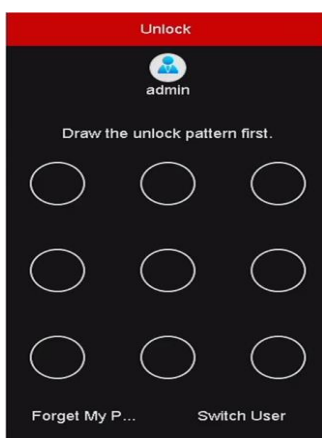 Unlock
admin
Draw the unlock pattern first.
Forget My P...
Switch User